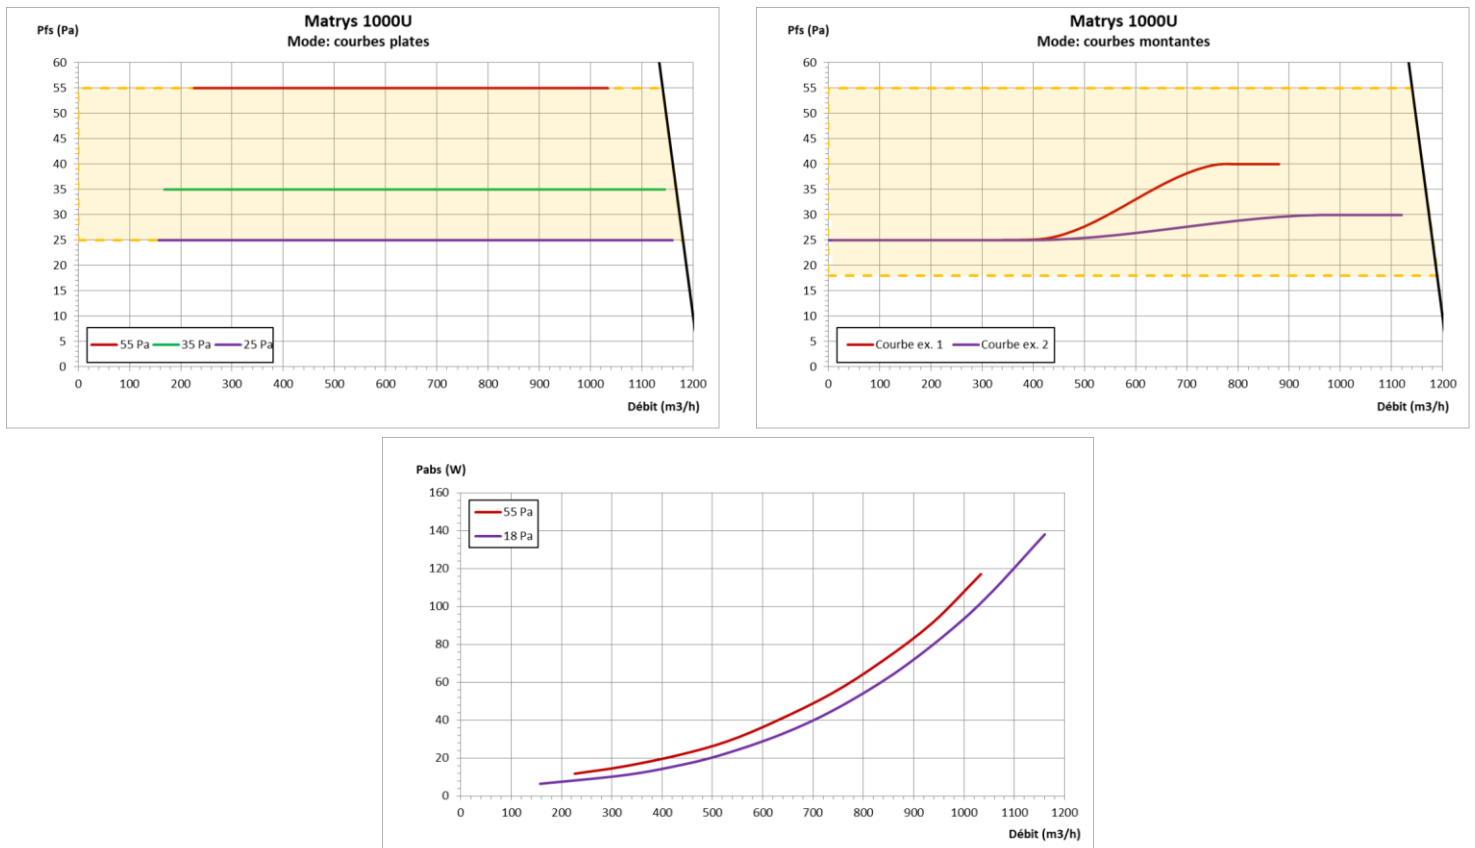 Matrys 1000U
Mode: courbes plates
Pfs (Pa)
60
55
50
45
40
35
30
25
20
15
10
5
0
55 Pa 35 Pa 25 Pa
0 100 200 300 400 500 600 700 800 900 1000 1100 1200
Débit (m3/h)
Matrys 1000U
Mode: courbes montantes
Pfs (Pa)
60
55
50
45
40
35
30
25
20
15
10
5
0
Courbe ex. 1 Courbe ex. 2
0 100 200 300 400 500 600 700 800 900 1000 1100 1200
Débit (m3/h)
Pabs (W)
160
140
120
100
80
60
40
20
0
55 Pa
18 Pa
0 100 200 300 400 500 600 700 800 900 1000 1100 1200
Débit (m3/h)